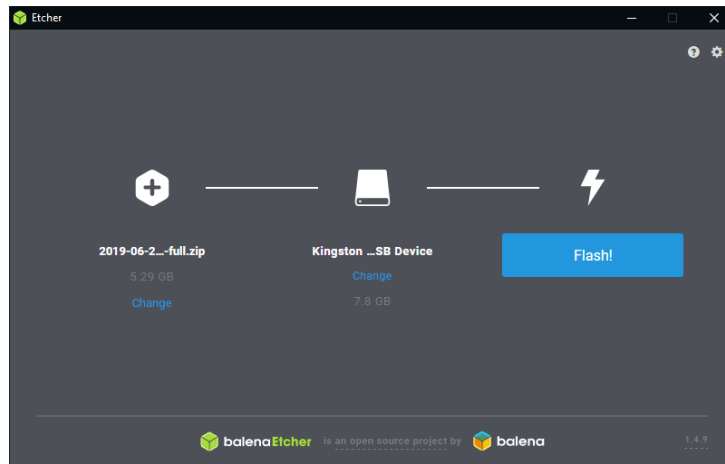 Etcher
2019-06-2...-full.zip
5.29 GB
Change
Kingston ...SB Device
Change
7.8 GB
Flash!
balenaEtcher is an open source project by balena
1.4.9